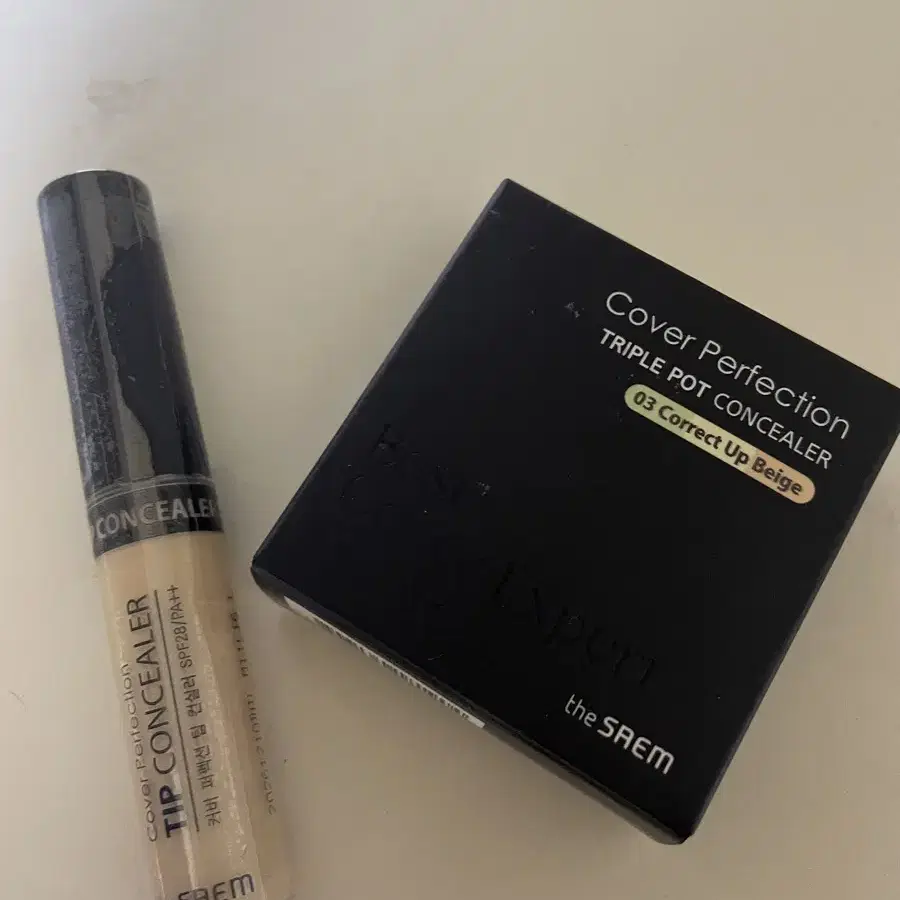 CONCEALER
Cover Perfection
TIP CONCEALER
커버 퍼펙션 팁 컨실러 SPF28/PA++
SAEM
Cover Perfection
TRIPLE POT CONCEALER
03 Correct Up Beige
Expert
the SAEM